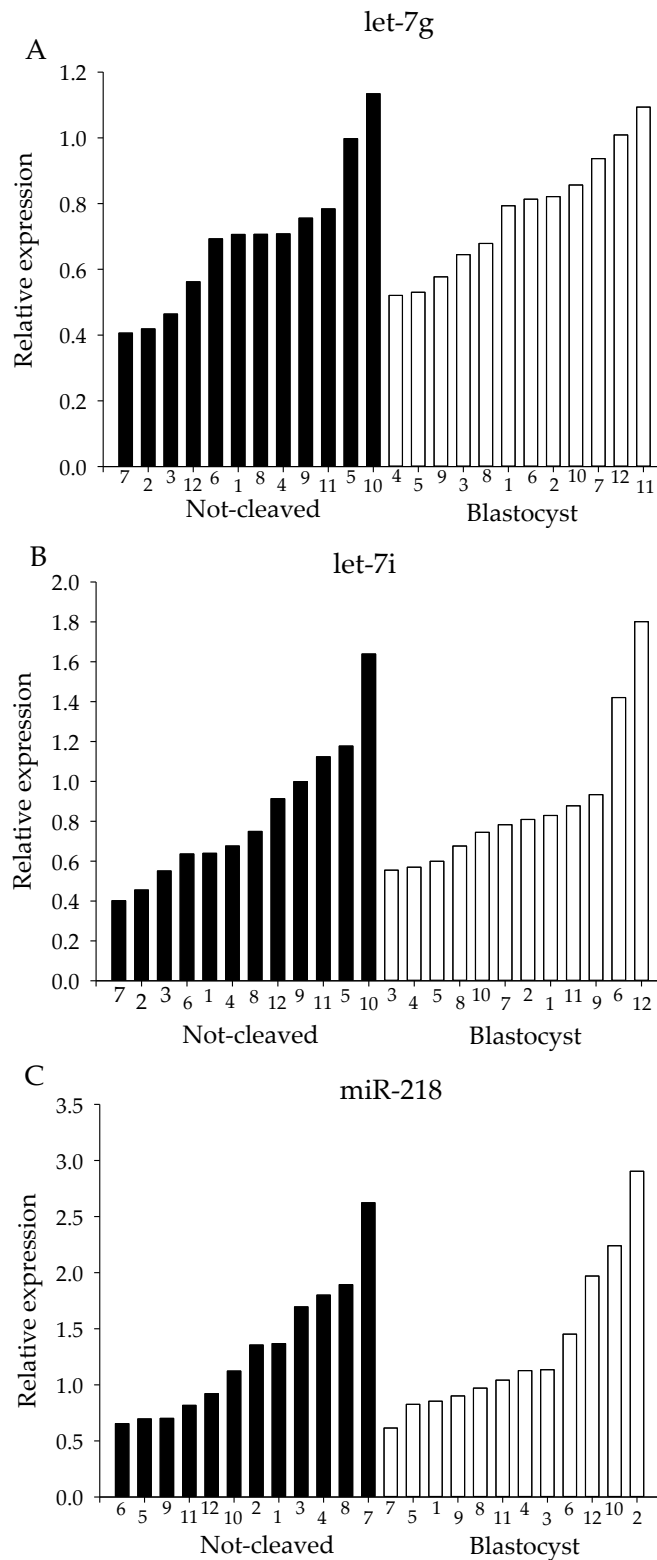 let-7g
A
1.2
1.0
0.8
0.6
0.4
0.2
0.0
Relative expression
7 2 3 12 6 1 8 4 9 11 5 10 4 5 9 3 8 1 6 2 10 7 12 11
Not-cleaved Blastocyst
B
let-7i
2.0
1.8
1.6
1.4
1.2
1.0
0.8
0.6
0.4
0.2
0.0
Relative expression
7 2 3 6 1 4 8 12 9 11 5 10 3 4 5 8 10 7 2 1 11 9 6 12
Not-cleaved Blastocyst
C
miR-218
3.5
3.0
2.5
2.0
1.5
1.0
0.5
0.0
Relative expression
6 5 9 11 12 10 2 1 3 4 8 7 7 5 1 9 8 11 4 3 6 12 10 2
Not-cleaved Blastocyst